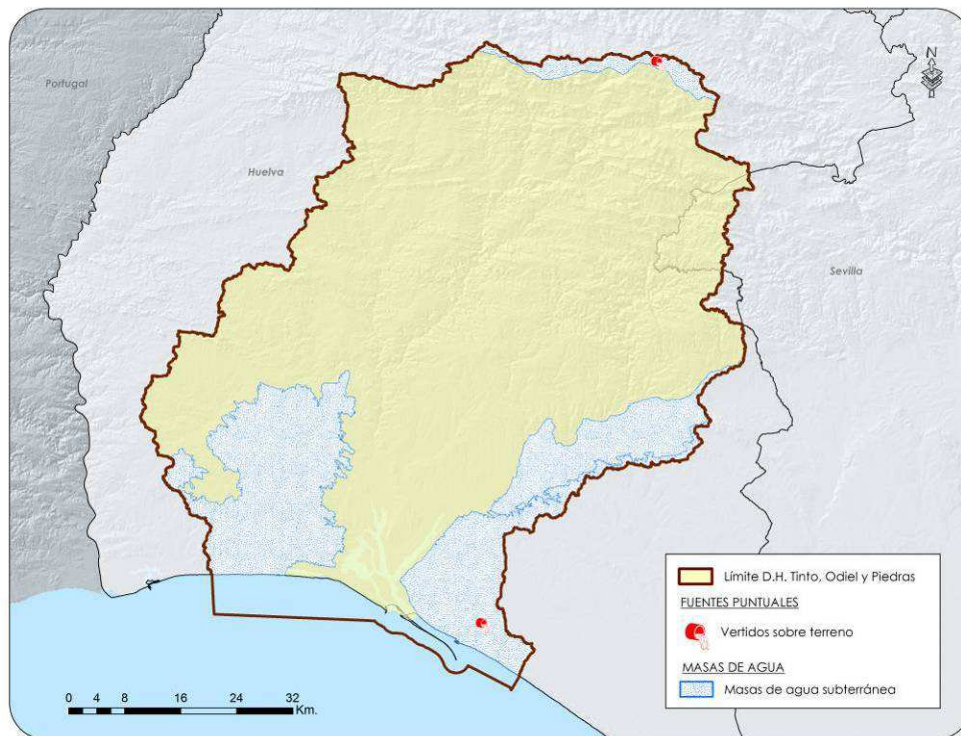 Portugal
Huelva
Sevilla
N
0 4 8 16 24 32
Km.
Límite D.H. Tinto, Odiel y Piedras
FUENTES PUNTUALES
Vertidos sobre terreno
MASAS DE AGUA
Masas de agua subterránea